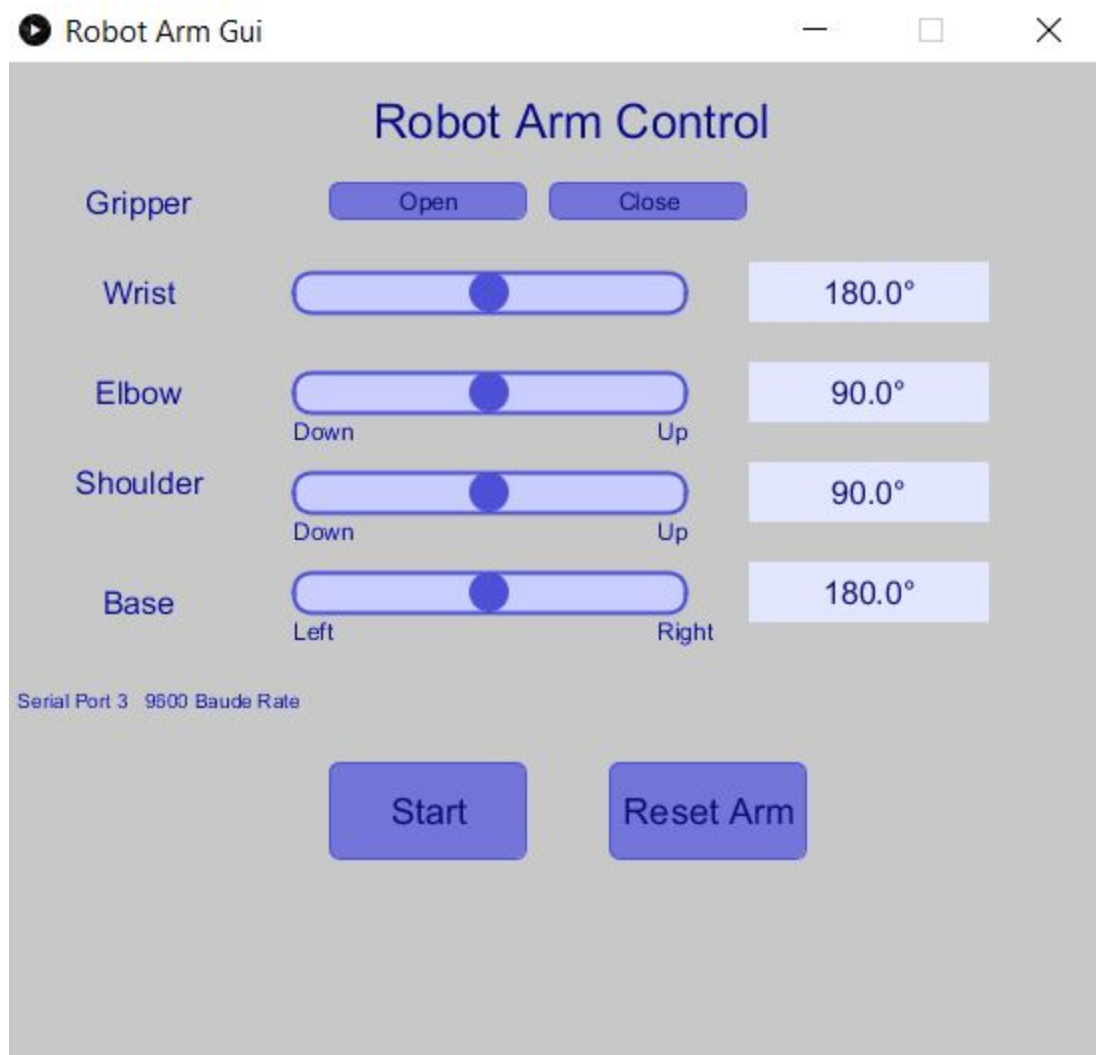 Robot Arm Gui
Robot Arm Control
Gripper Open Close
Wrist 180.0°
Elbow 90.0°
Down Up
Shoulder 90.0°
Down Up
Base 180.0°
Left Right
Serial Port 3 9600 Baude Rate
Start Reset Arm